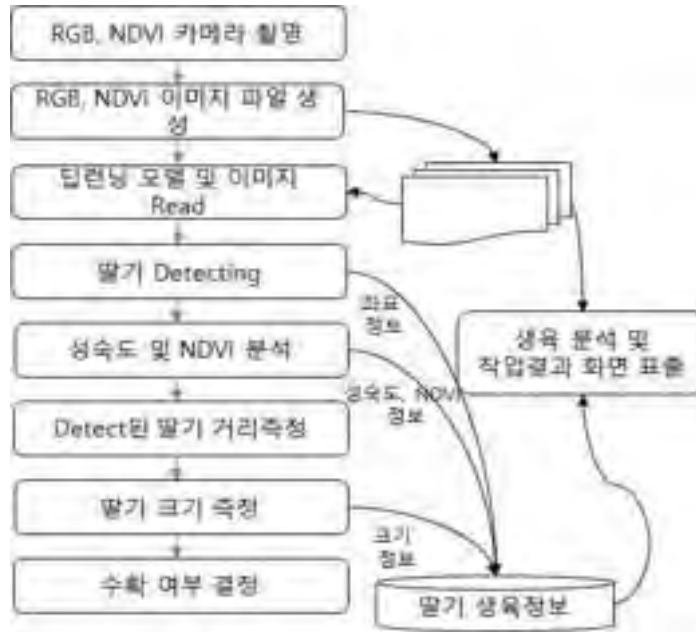 RGB, NDVI 카메라 촬영
RGB, NDVI 이미지 파일 생
성
딥런닝 모델 및 이미지
Read
딸기 Detecting
좌표
정보
성숙도 및 NDVI 분석
생육 분석 및
작업결과 화면 표출
성숙도, NDVI
정보
Detect된 딸기 거리측정
딸기 크기 측정
크기
정보
수확 여부 결정
딸기 생육정보